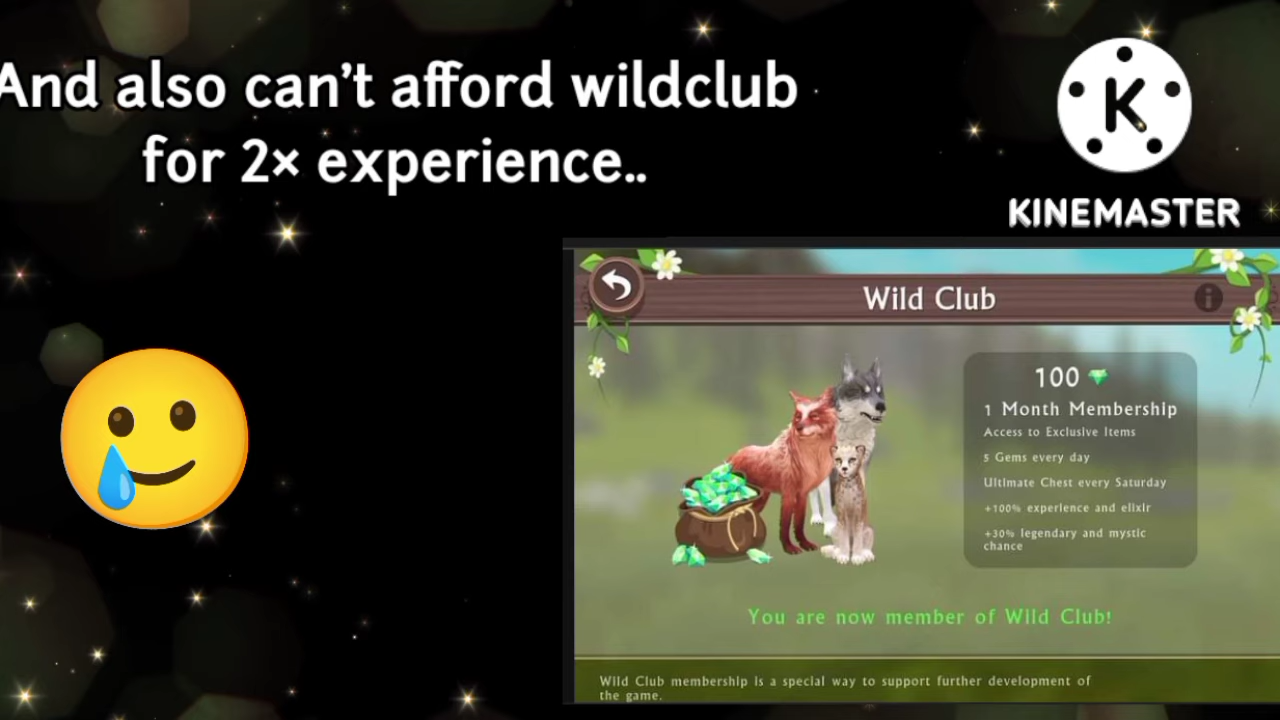 And also can't afford wildclub
for 2× experience..
K
KINEMASTER
Wild Club
100
1 Month Membership
Access to Exclusive Items
5 Gems every day
Ultimate Chest every Saturday
+100% experience and elixir
+30% legendary and mystic
chance
You are now member of Wild Club!
Wild Club membership is a special way to support further development of
the game.